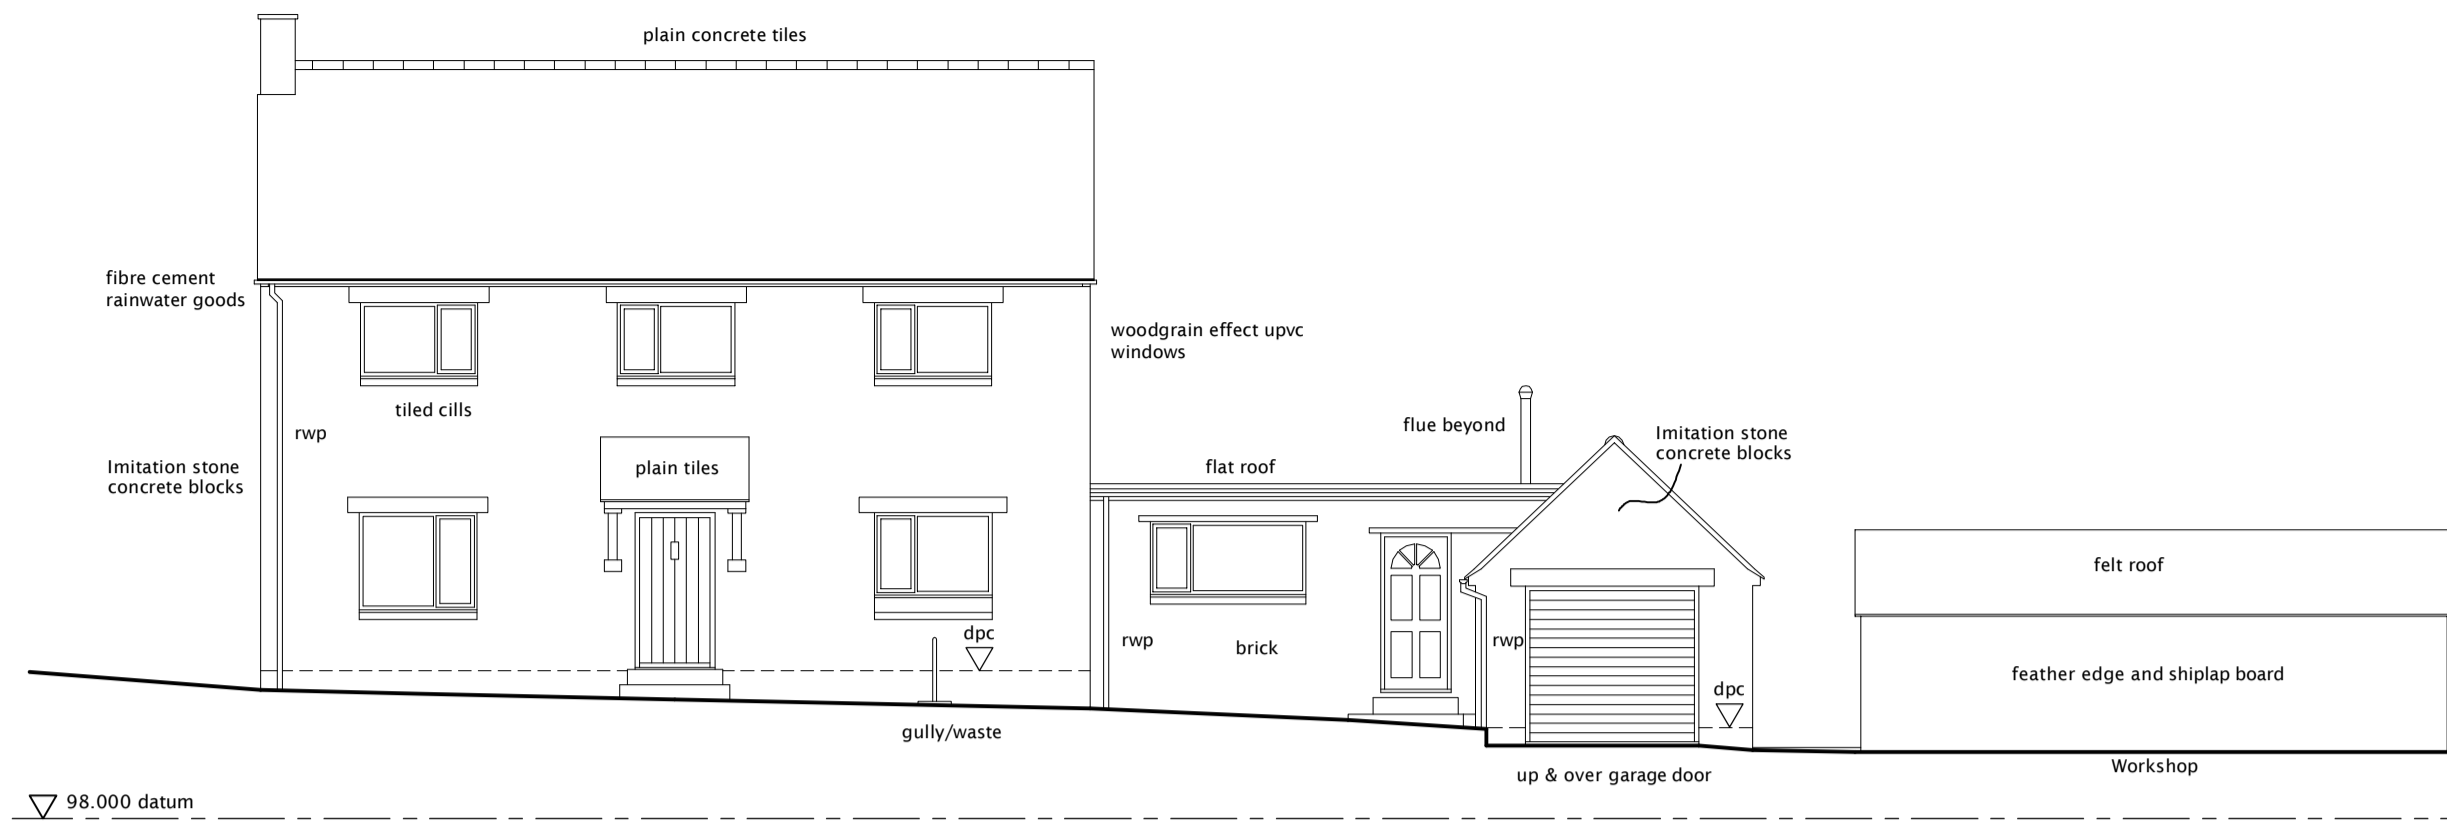 plain concrete tiles
fibre cement
rainwater goods
woodgrain effect upvc
windows
tiled cills
rwp
flue beyond
Imitation stone
concrete blocks
Imitation stone
concrete blocks
plain tiles
flat roof
felt roof
dpc
rwp
brick
rwp
feather edge and shiplap board
dpc
gully/waste
up & over garage door
Workshop
98.000 datum